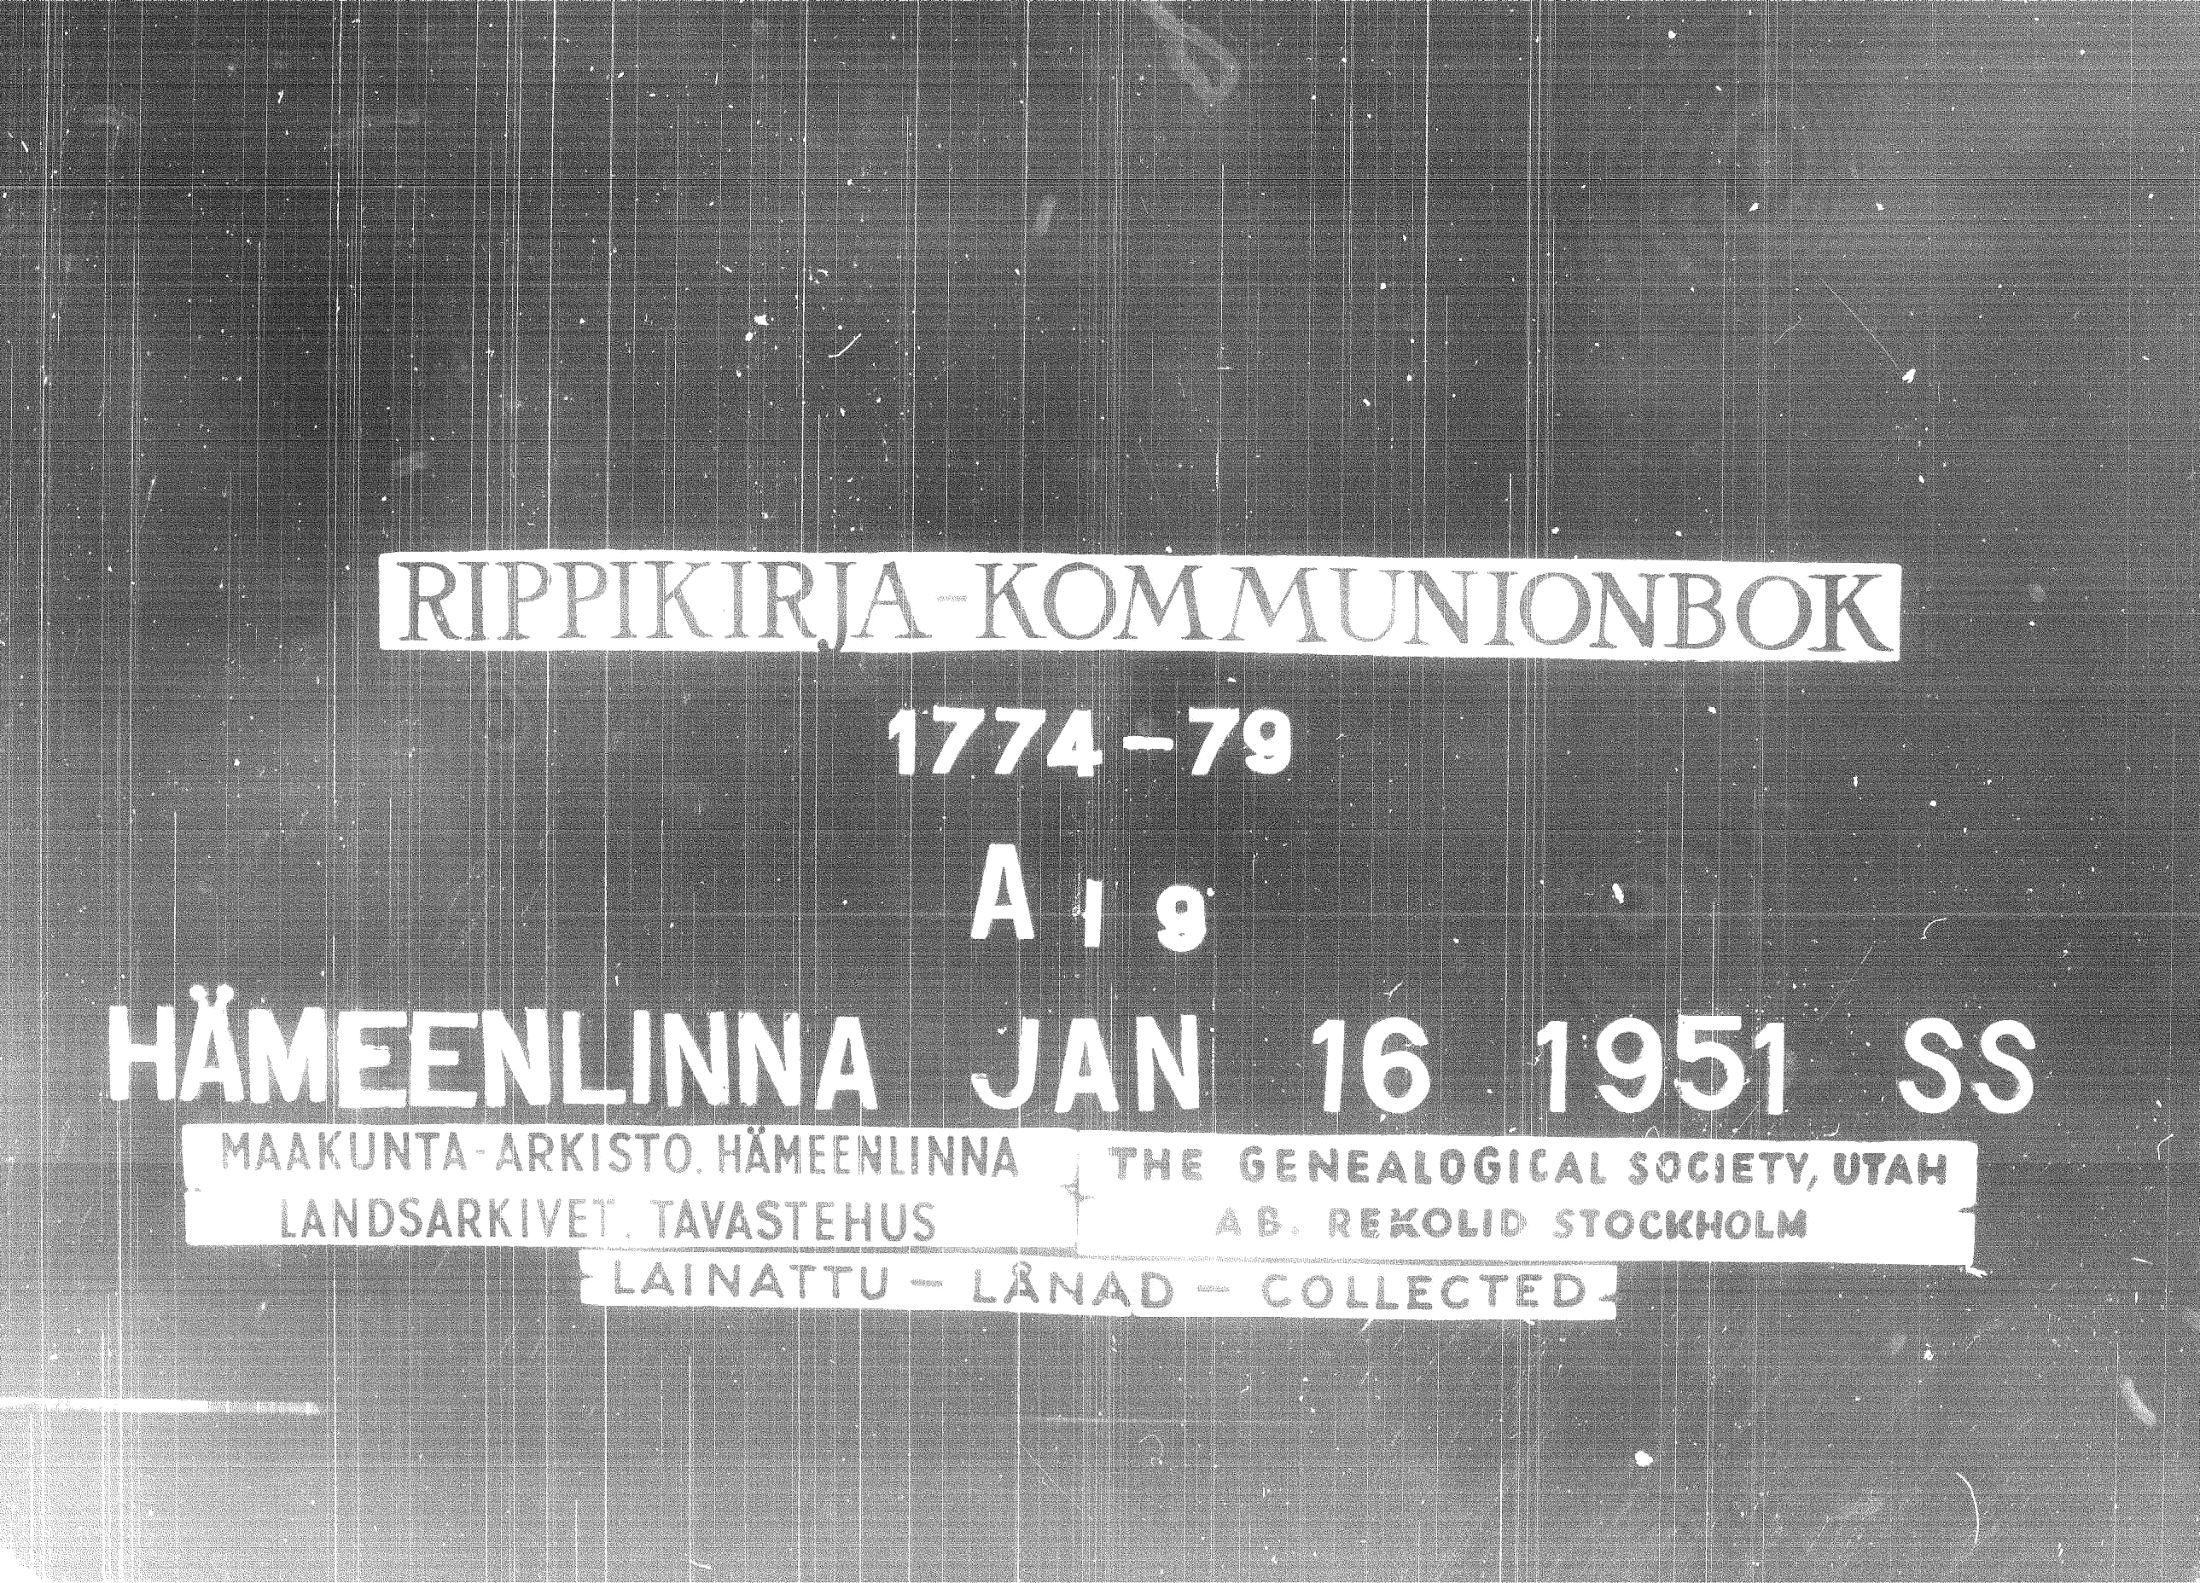 RIPPIKIRJA-KOMMUNIONBOK
1774-79
A I 9
HÄMEENLINNA JAN 16 1951 SS
MAAKUNTA-ARKISTO. HÄMEENLINNA
LANDSARKIVET. TAVASTEHUS
THE GENEALOGICAL SOCIETY, UTAH
AB. REKOLID STOCKHOLM
LAINATTU - LÅNAD - COLLECTED